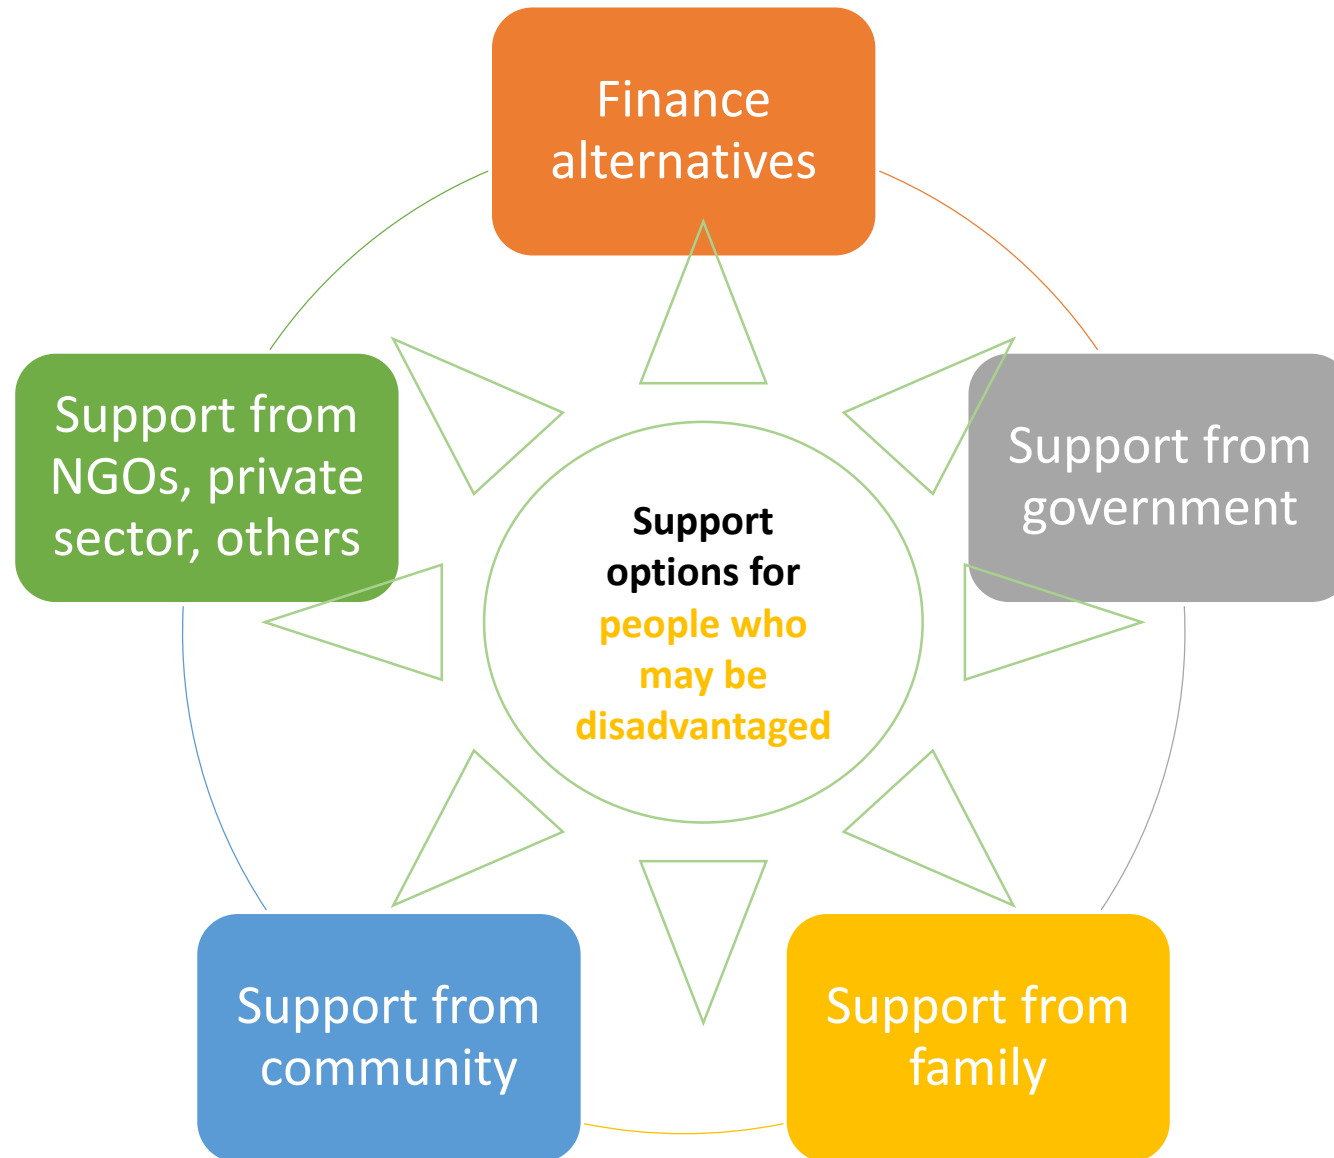 Finance
alternatives
Support from
NGOs, private
sector, others
Support from
government
Support
options for
people who
may be
disadvantaged
Support from
community
Support from
family